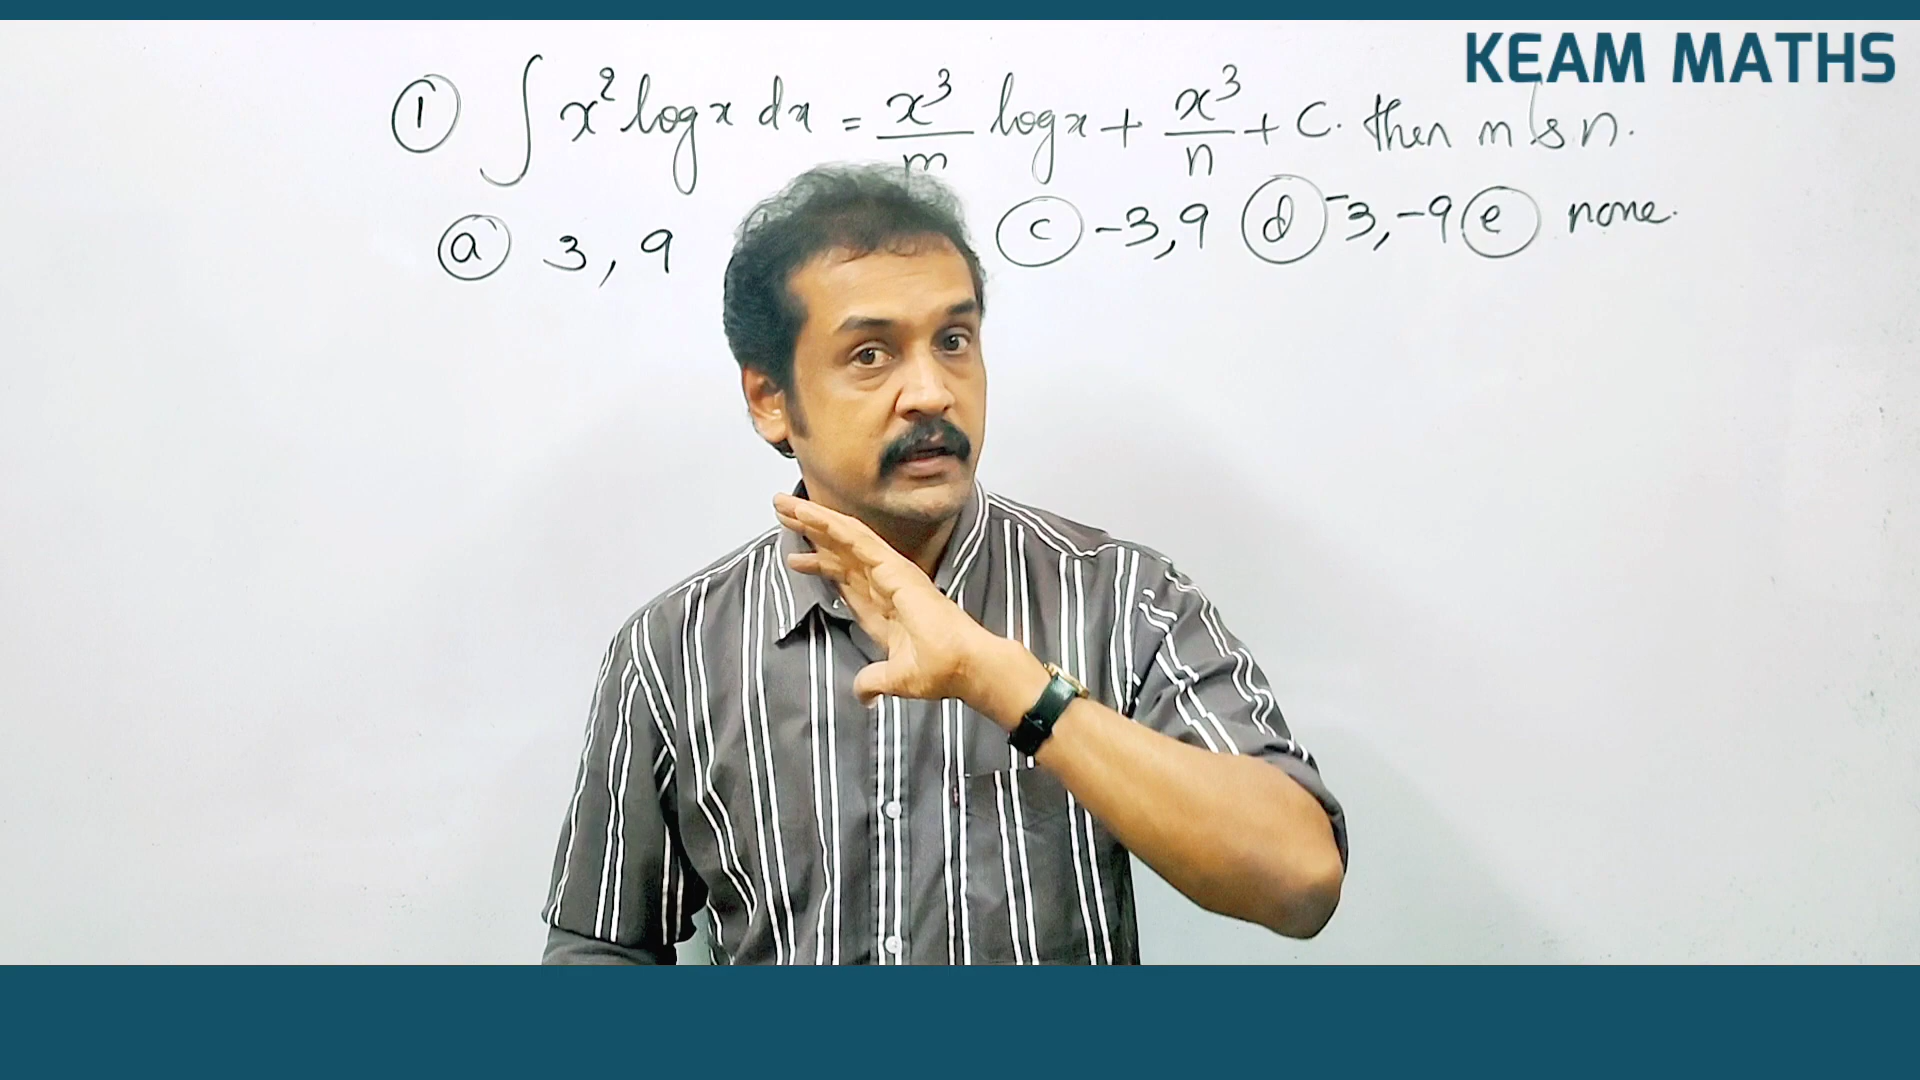 KEAM MATHS
① ∫ x² log x dx = x³/m log x + x³/n + C. then m & n.
ⓐ 3, 9 ⓒ -3, 9 ⓓ -3, -9 ⓔ none.